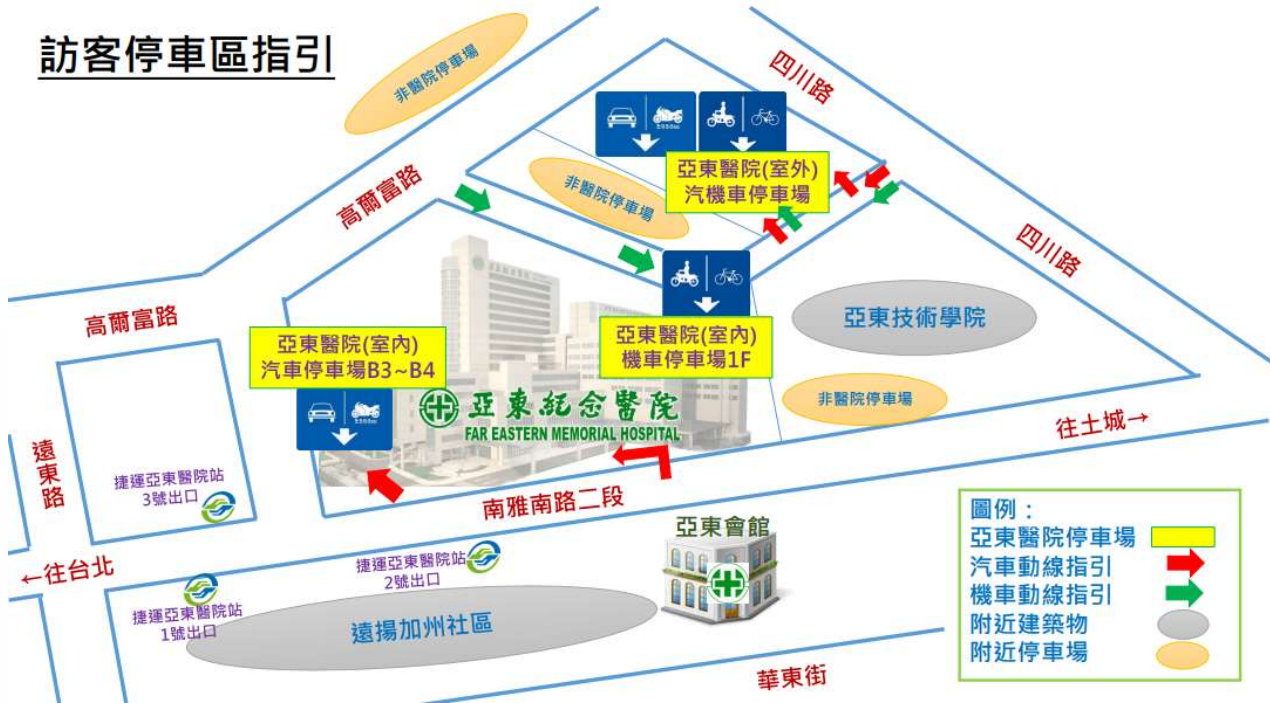 訪客停車區指引
非醫院停車場
四川路
高爾富路
亞東醫院(室外)
汽機車停車場
非醫院停車場
四川路
高爾富路
亞東技術學院
亞東醫院(室內)
汽車停車場B3~B4
亞東醫院(室內)
機車停車場1F
非醫院停車場
亞東紀念醫院
FAR EASTERN MEMORIAL HOSPITAL
往土城→
遠東路
捷運亞東醫院站
3號出口
南雅南路二段
亞東會館
←往台北
捷運亞東醫院站
2號出口
捷運亞東醫院站
1號出口
遠揚加州社區
華東街
圖例：
亞東醫院停車場
汽車動線指引
機車動線指引
附近建築物
附近停車場